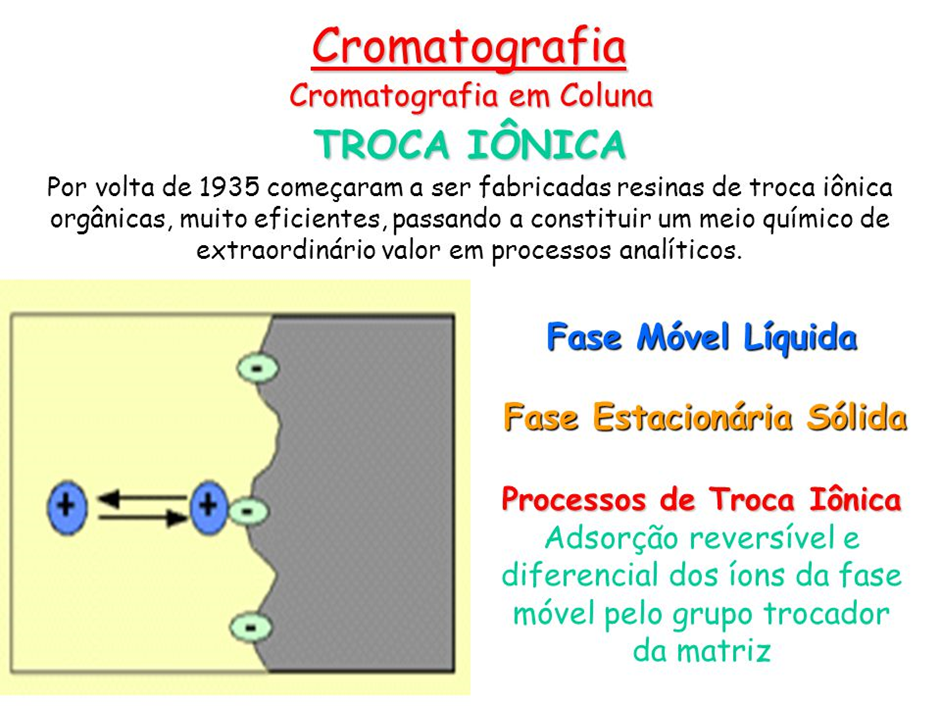 Cromatografia
Cromatografia em Coluna
TROCA IÔNICA
Por volta de 1935 começaram a ser fabricadas resinas de troca iônica
orgânicas, muito eficientes, passando a constituir um meio químico de
extraordinário valor em processos analíticos.
Fase Móvel Líquida
-
Fase Estacionária Sólida
+ + -
Processos de Troca Iônica
Adsorção reversível e
diferencial dos íons da fase
móvel pelo grupo trocador
da matriz
-